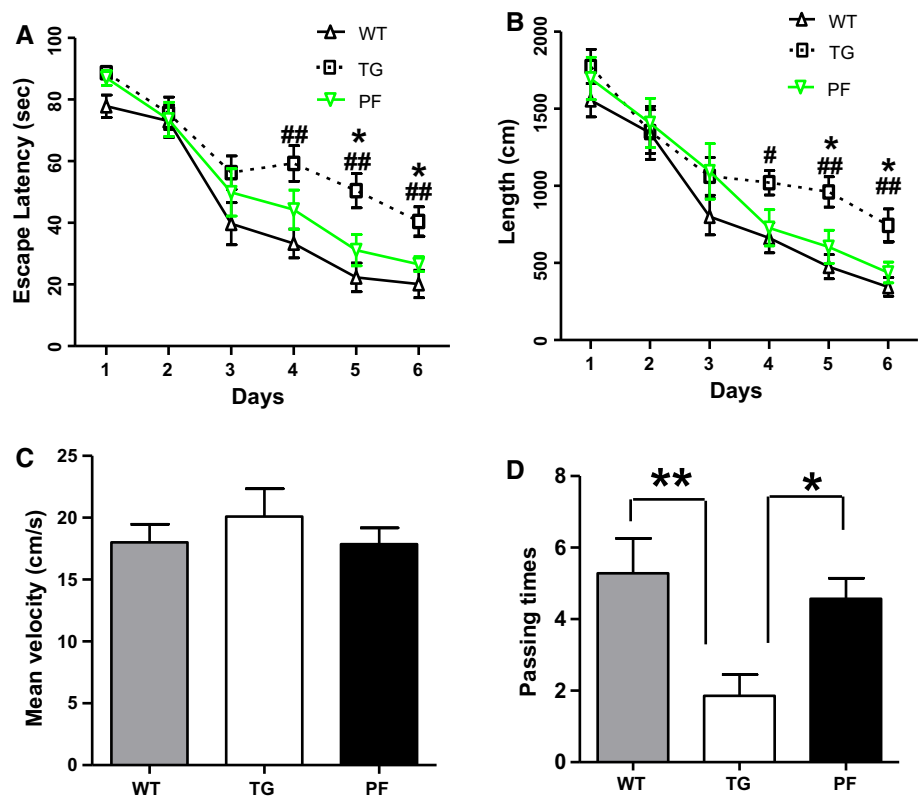 A
WT
TG
PF
Escape Latency (sec)
100
80
60
40
20
0
##
*
##
*
##
1 2 3 4 5 6
Days
B
WT
TG
PF
Length (cm)
2000
1500
1000
500
0
#
*
##
*
##
1 2 3 4 5 6
Days
C
Mean velocity (cm/s)
25
20
15
10
5
0
WT TG PF
D
Passing times
8
6
4
2
0
** *
WT TG PF